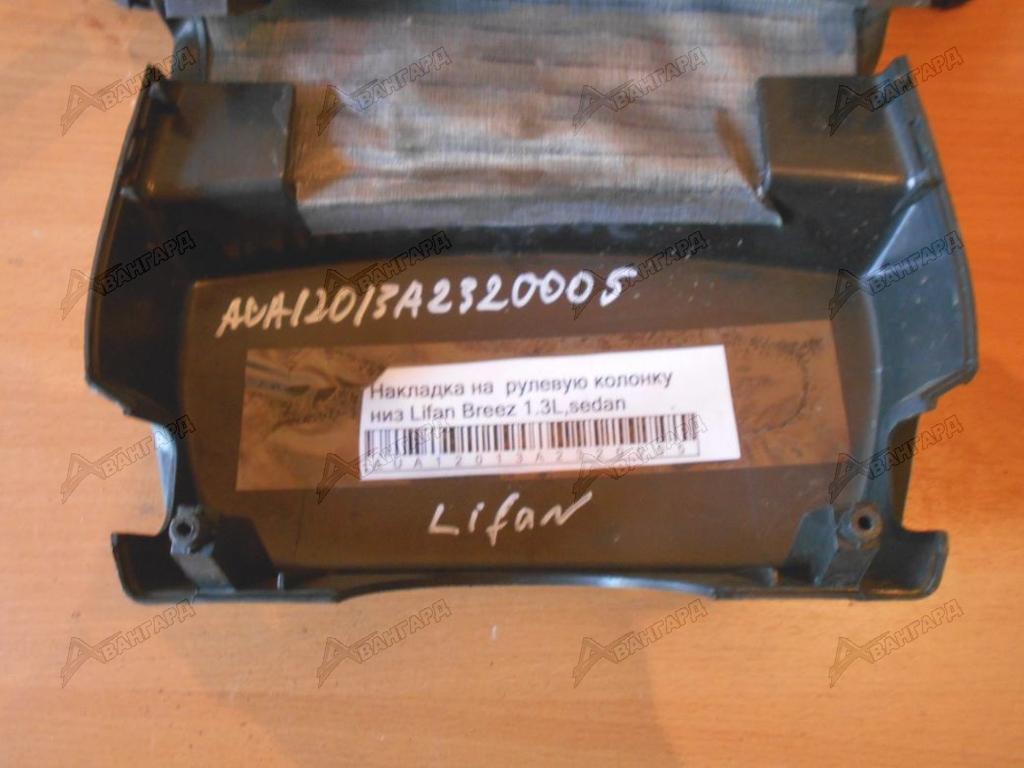 AUA12013A2320005
Накладка на рулевую колонку
низ Lifan Breez 1.3L,sedan
Lifan
АВАНГАРД